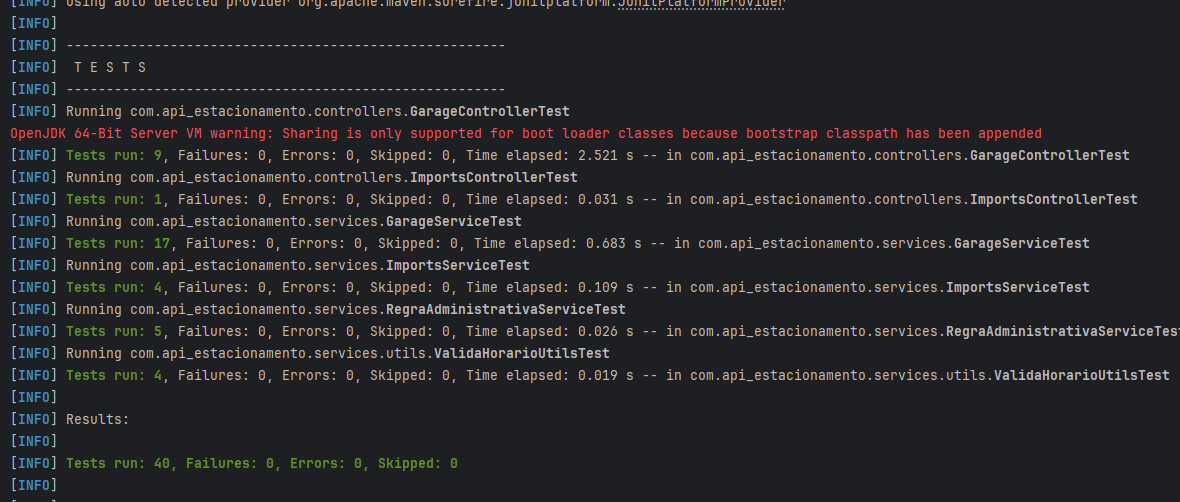 [INFO] Using auto detected provider org.apache.maven.surefire.junitplatform.JUnitPlatformProvider
[INFO]
[INFO] -------------------------------------------------------
[INFO]  T E S T S
[INFO] -------------------------------------------------------
[INFO] Running com.api_estacionamento.controllers.GarageControllerTest
OpenJDK 64-Bit Server VM warning: Sharing is only supported for boot loader classes because bootstrap classpath has been appended
[INFO] Tests run: 9, Failures: 0, Errors: 0, Skipped: 0, Time elapsed: 2.521 s -- in com.api_estacionamento.controllers.GarageControllerTest
[INFO] Running com.api_estacionamento.controllers.ImportsControllerTest
[INFO] Tests run: 1, Failures: 0, Errors: 0, Skipped: 0, Time elapsed: 0.031 s -- in com.api_estacionamento.controllers.ImportsControllerTest
[INFO] Running com.api_estacionamento.services.GarageServiceTest
[INFO] Tests run: 17, Failures: 0, Errors: 0, Skipped: 0, Time elapsed: 0.683 s -- in com.api_estacionamento.services.GarageServiceTest
[INFO] Running com.api_estacionamento.services.ImportsServiceTest
[INFO] Tests run: 4, Failures: 0, Errors: 0, Skipped: 0, Time elapsed: 0.109 s -- in com.api_estacionamento.services.ImportsServiceTest
[INFO] Running com.api_estacionamento.services.RegraAdministrativaServiceTest
[INFO] Tests run: 5, Failures: 0, Errors: 0, Skipped: 0, Time elapsed: 0.026 s -- in com.api_estacionamento.services.RegraAdministrativaServiceTest
[INFO] Running com.api_estacionamento.services.utils.ValidaHorarioUtilsTest
[INFO] Tests run: 4, Failures: 0, Errors: 0, Skipped: 0, Time elapsed: 0.019 s -- in com.api_estacionamento.services.utils.ValidaHorarioUtilsTest
[INFO]
[INFO] Results:
[INFO]
[INFO] Tests run: 40, Failures: 0, Errors: 0, Skipped: 0
[INFO]